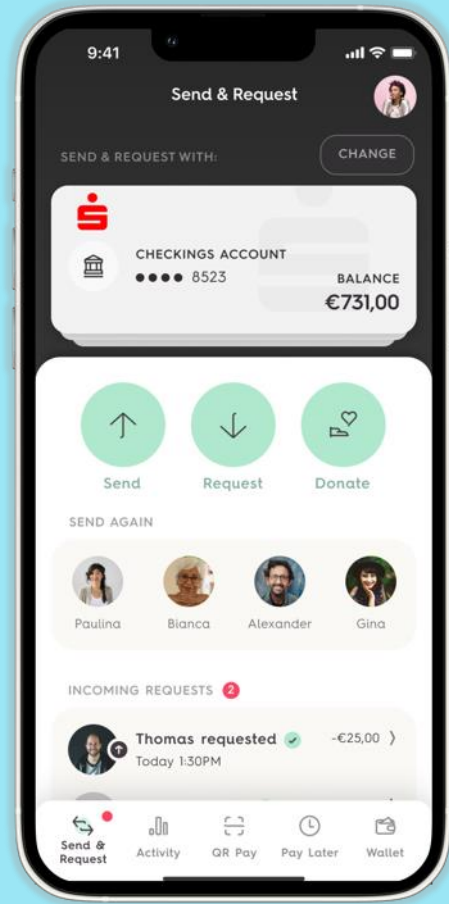 9:41
Send & Request
SEND & REQUEST WITH:
CHANGE
CHECKINGS ACCOUNT
●●●● 8523
BALANCE
€731,00
Send
Request
Donate
SEND AGAIN
Paulina
Bianca
Alexander
Gina
INCOMING REQUESTS 2
Thomas requested
-€25,00
Today 1:30PM
Send & Request
Activity
QR Pay
Pay Later
Wallet